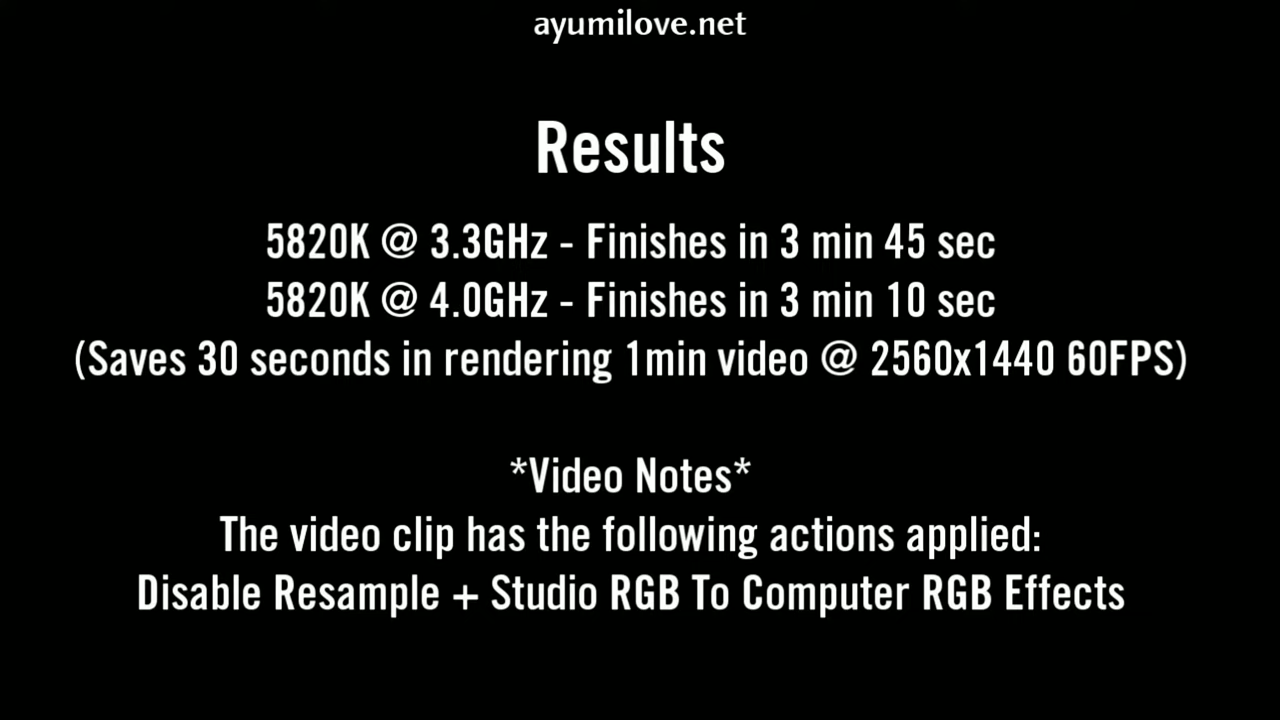 ayumilove.net
Results
5820K @ 3.3GHz - Finishes in 3 min 45 sec
5820K @ 4.0GHz - Finishes in 3 min 10 sec
(Saves 30 seconds in rendering 1min video @ 2560x1440 60FPS)
*Video Notes*
The video clip has the following actions applied:
Disable Resample + Studio RGB To Computer RGB Effects